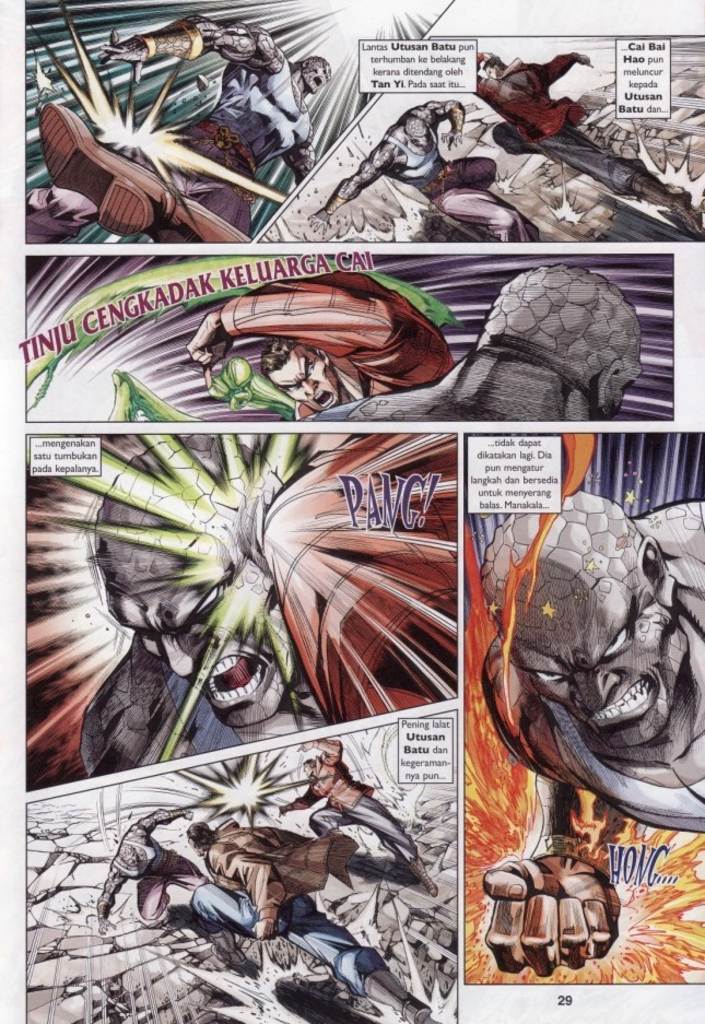 Lantas Utusan Batu pun
terhumban ke belakang
kerana ditendang oleh
Tan Yi. Pada saat itu...
...Cai Bai
Hao pun
meluncur
kepada
Utusan
Batu dan...
TINJU CENGKADAK KELUARGA CAI
...mengenakan
satu tumbukan
pada kepalanya.
PANG!
Pening lalat
Utusan
Batu dan
kegeraman-
nya pun...
...tidak dapat
dikatakan lagi. Dia
pun mengatur
langkah dan bersedia
untuk menyerang
balas. Manakala...
HONG....
29